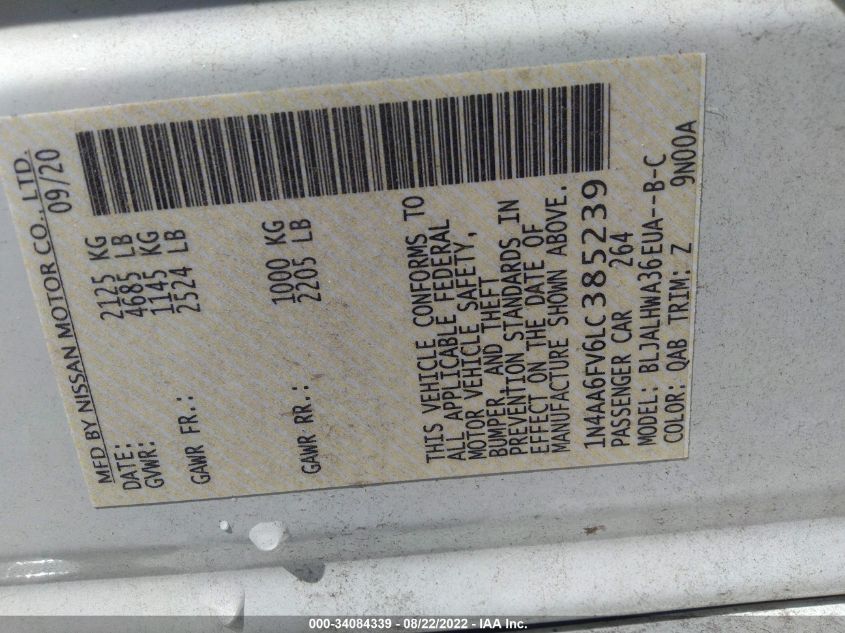 MFD BY NISSAN MOTOR CO., LTD.
DATE: 09/20
GVWR: 2125 KG
4685 LB
GAWR FR.: 1145 KG
2524 LB
GAWR RR.: 1000 KG
2205 LB
THIS VEHICLE CONFORMS TO
ALL APPLICABLE FEDERAL
MOTOR VEHICLE SAFETY,
BUMPER, AND THEFT
PREVENTION STANDARDS IN
EFFECT ON THE DATE OF
MANUFACTURE SHOWN ABOVE.
1N4AA6FV6LC385239
PASSENGER CAR 264
MODEL: BLJALHWA36EUA--B-C
COLOR: QAB TRIM: Z 9N00A
000-34084339 - 08/22/2022 - IAA Inc.